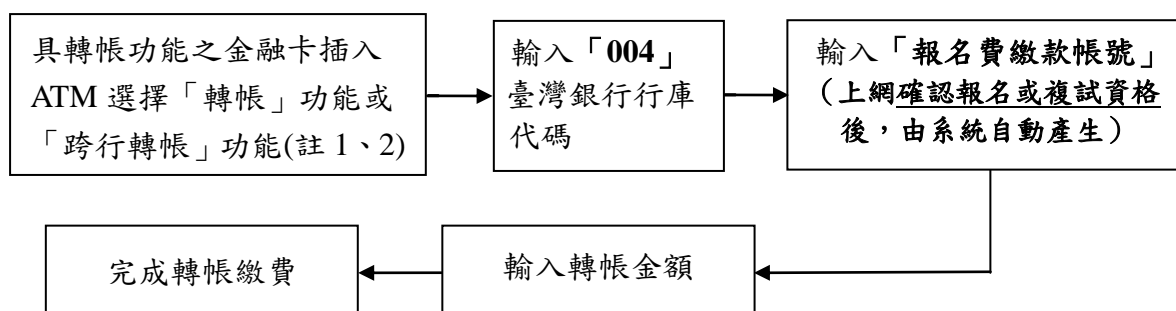 具轉帳功能之金融卡插入
ATM 選擇「轉帳」功能或
「跨行轉帳」功能(註 1、2)
輸入「004」
臺灣銀行行庫
代碼
輸入「報名費繳款帳號」
（上網確認報名或複試資格
後，由系統自動產生）
輸入轉帳金額
完成轉帳繳費